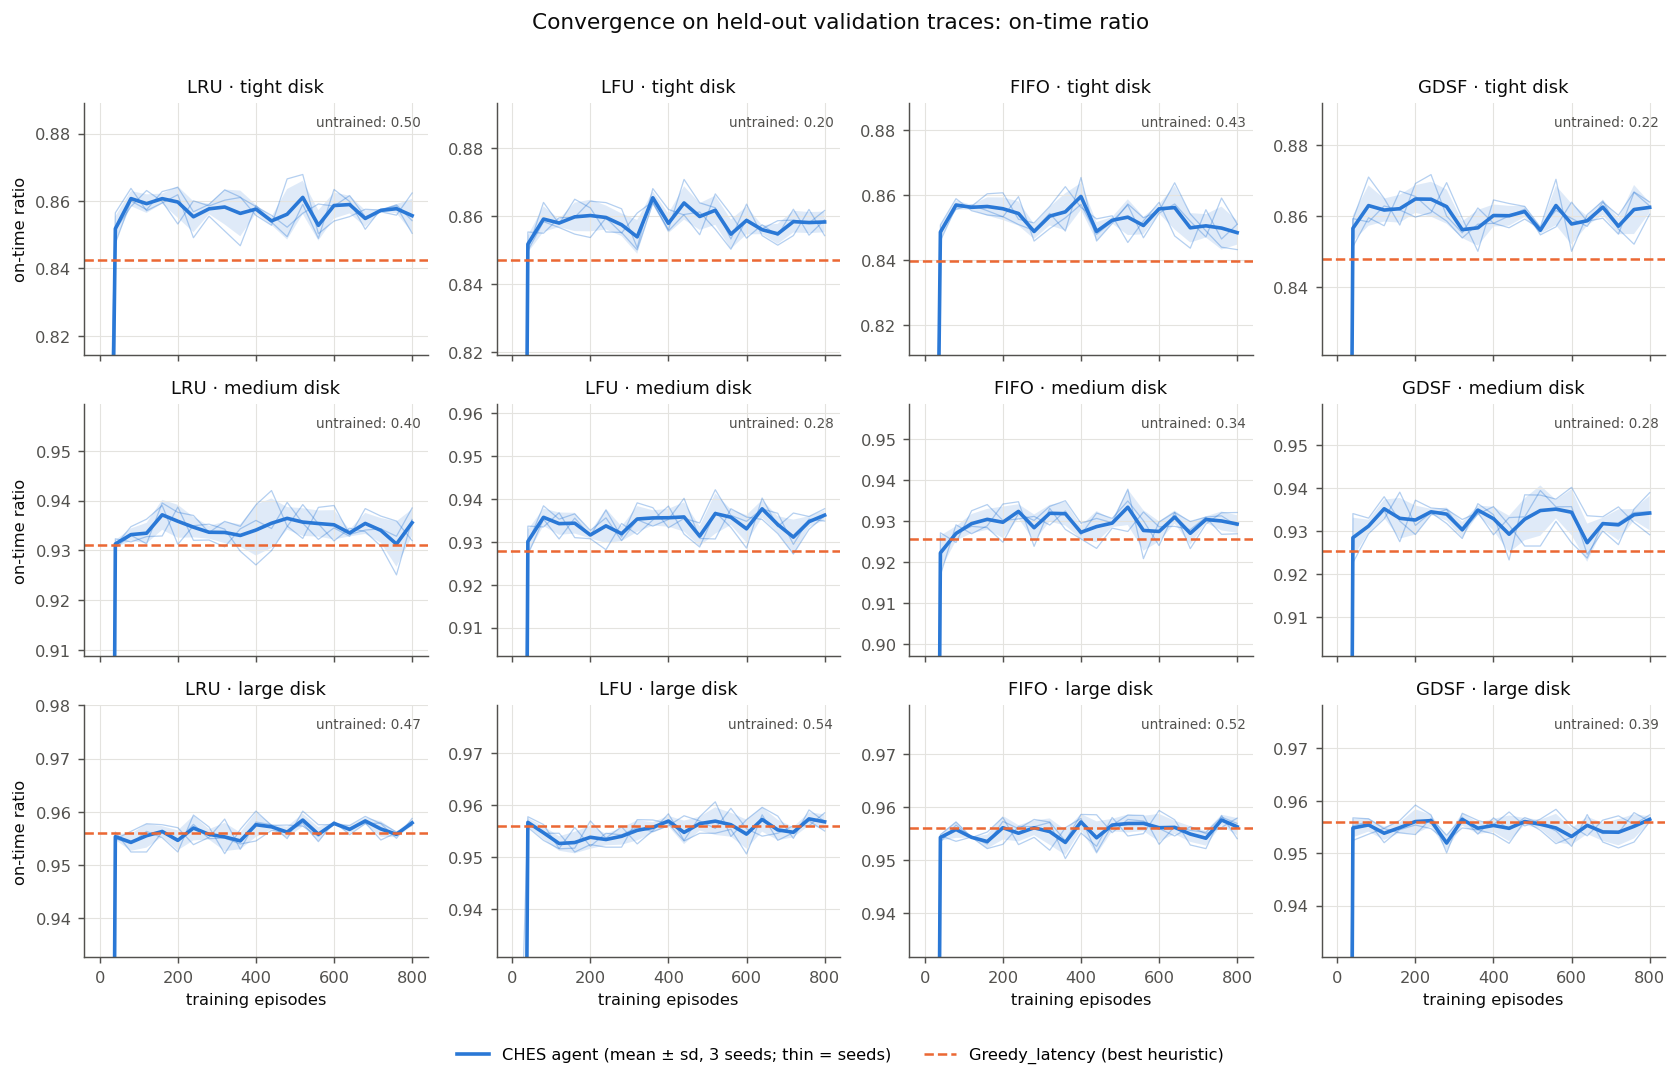 Convergence on held-out validation traces: on-time ratio
LRU · tight disk
LFU · tight disk
FIFO · tight disk
GDSF · tight disk
on-time ratio
0.88
0.86
0.84
0.82
untrained: 0.50
0.88
0.86
0.84
0.82
untrained: 0.20
0.88
0.86
0.84
0.82
untrained: 0.43
0.88
0.86
0.84
untrained: 0.22
LRU · medium disk
LFU · medium disk
FIFO · medium disk
GDSF · medium disk
on-time ratio
0.95
0.94
0.93
0.92
0.91
untrained: 0.40
0.96
0.95
0.94
0.93
0.92
0.91
untrained: 0.28
0.95
0.94
0.93
0.92
0.91
0.90
untrained: 0.34
0.95
0.94
0.93
0.92
0.91
untrained: 0.28
LRU · large disk
LFU · large disk
FIFO · large disk
GDSF · large disk
on-time ratio
0.98
0.97
0.96
0.95
0.94
untrained: 0.47
0 200 400 600 800
training episodes
0.97
0.96
0.95
0.94
untrained: 0.54
0 200 400 600 800
training episodes
0.97
0.96
0.95
0.94
untrained: 0.52
0 200 400 600 800
training episodes
0.97
0.96
0.95
0.94
untrained: 0.39
0 200 400 600 800
training episodes
CHES agent (mean ± sd, 3 seeds; thin = seeds)
Greedy_latency (best heuristic)